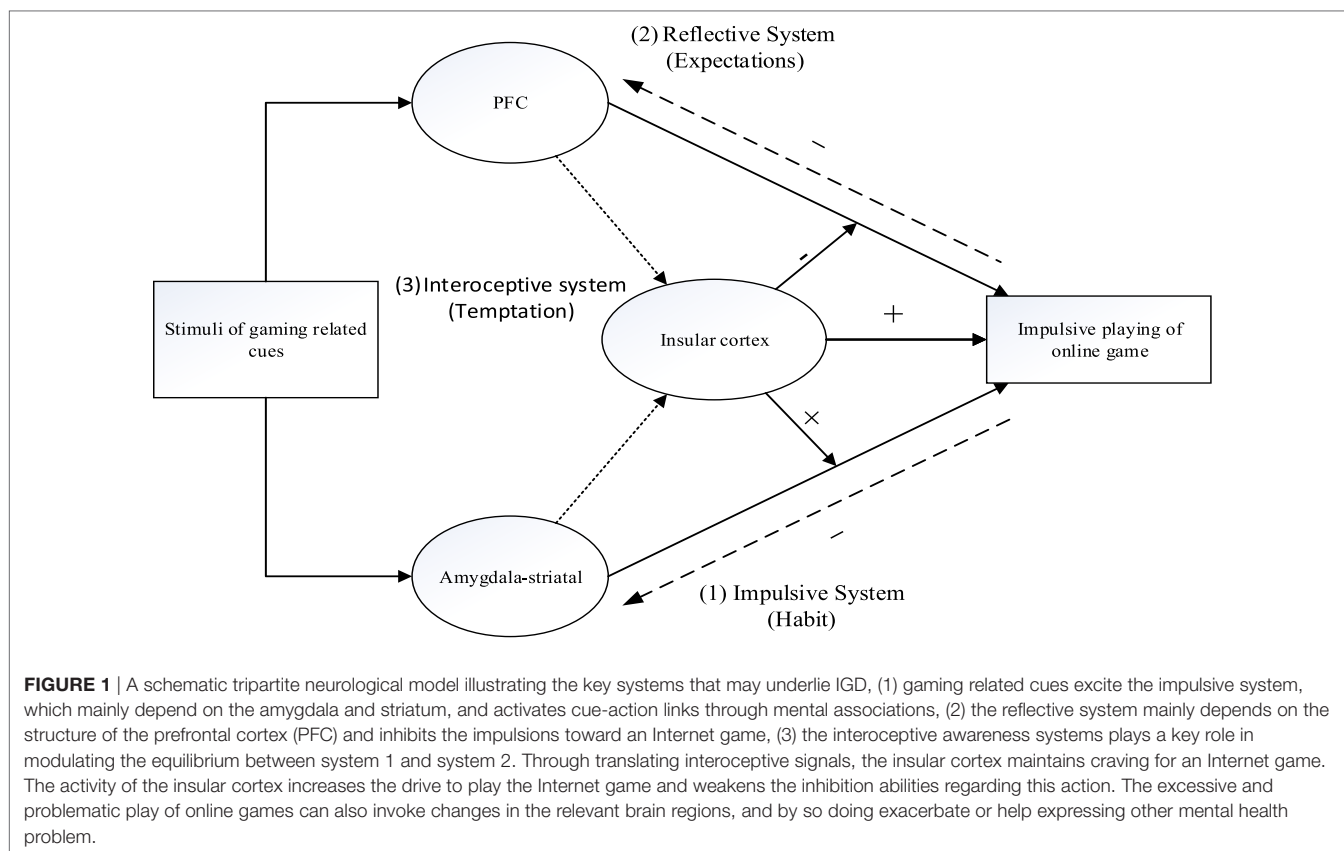 (2) Reflective System
(Expectations)
PFC
–
(3) Interoceptive system
(Temptation)
-
Stimuli of gaming related
cues
Insular cortex
+
Impulsive playing of
online game
×
–
Amygdala-striatal
(1) Impulsive System
(Habit)
FIGURE 1 | A schematic tripartite neurological model illustrating the key systems that may underlie IGD, (1) gaming related cues excite the impulsive system,
which mainly depend on the amygdala and striatum, and activates cue-action links through mental associations, (2) the reflective system mainly depends on the
structure of the prefrontal cortex (PFC) and inhibits the impulsions toward an Internet game, (3) the interoceptive awareness systems plays a key role in
modulating the equilibrium between system 1 and system 2. Through translating interoceptive signals, the insular cortex maintains craving for an Internet game.
The activity of the insular cortex increases the drive to play the Internet game and weakens the inhibition abilities regarding this action. The excessive and
problematic play of online games can also invoke changes in the relevant brain regions, and by so doing exacerbate or help expressing other mental health
problem.